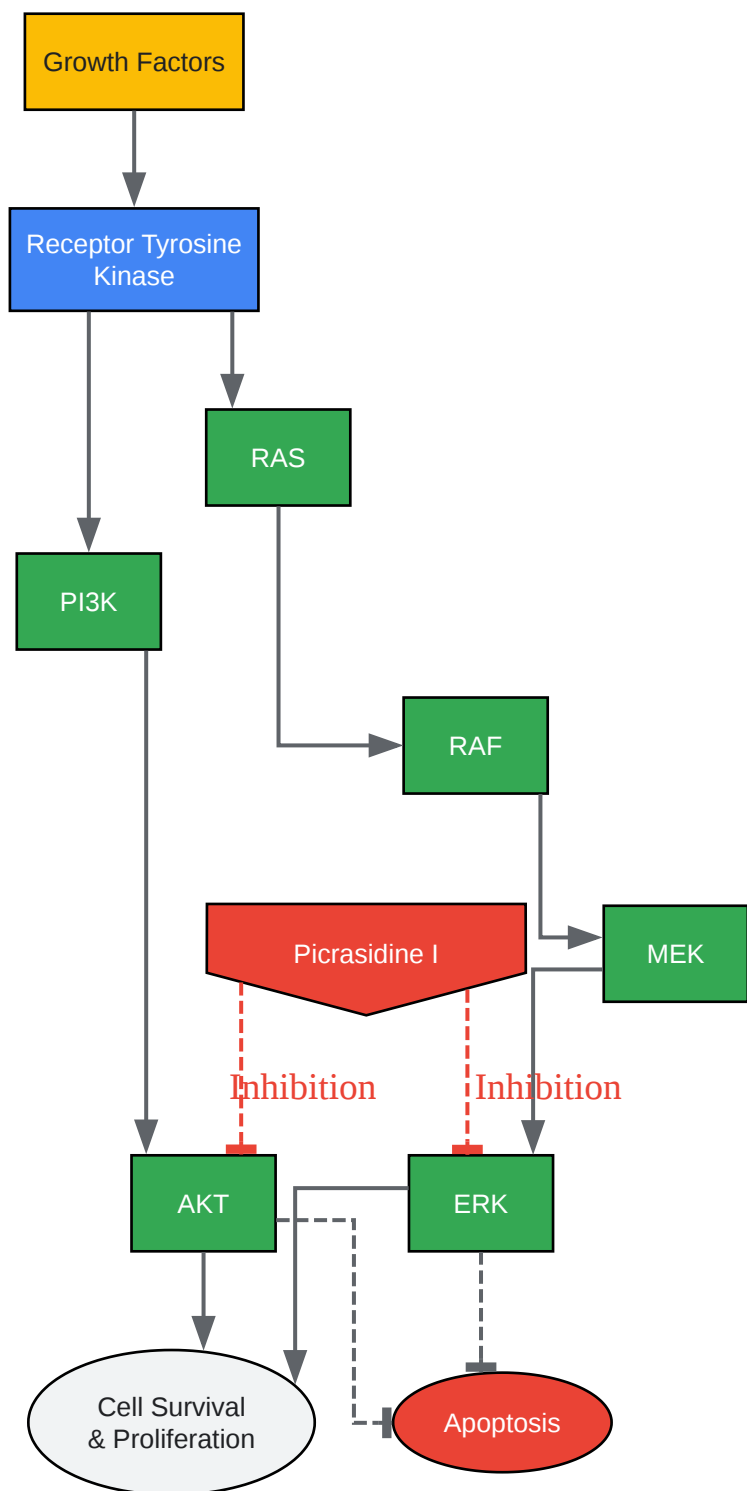 Growth Factors
Receptor Tyrosine
Kinase
RAS
PI3K
RAF
Picrasidine I
MEK
Inhibition
Inhibition
AKT
ERK
Cell Survival
& Proliferation
Apoptosis